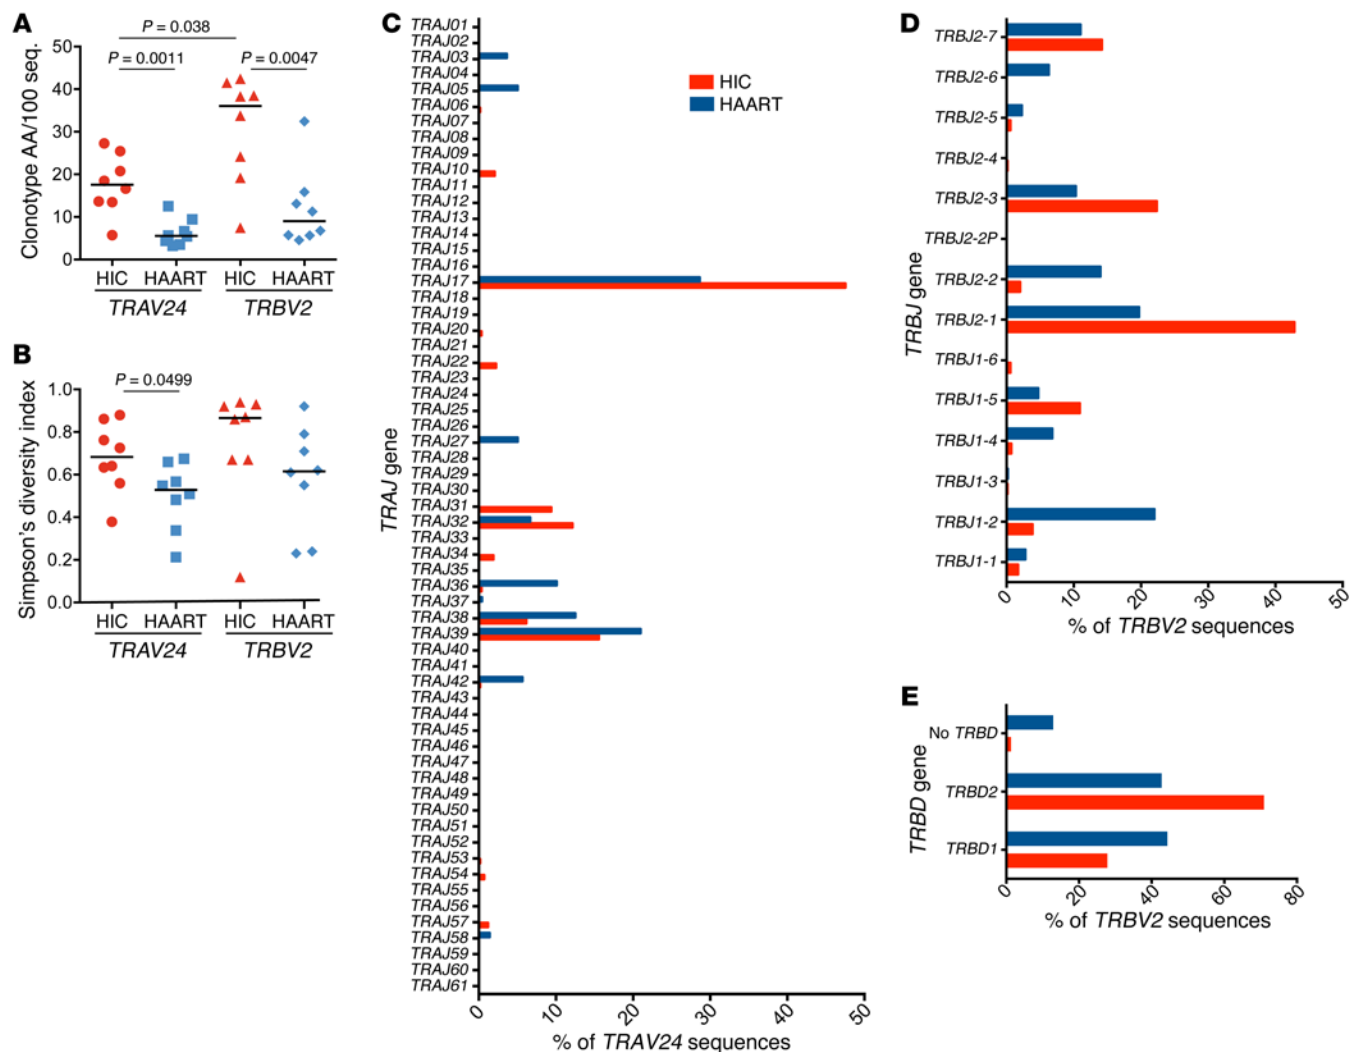 A
P = 0.038
P = 0.0011
P = 0.0047
Clonotype AA/100 seq.
50
40
30
20
10
0
HIC HAART HIC HAART
TRAV24 TRBV2
B
P = 0.0499
Simpson's diversity index
1.0
0.8
0.6
0.4
0.2
0.0
HIC HAART HIC HAART
TRAV24 TRBV2
C
TRAJ gene
TRAJ01
TRAJ02
TRAJ03
TRAJ04
TRAJ05
TRAJ06
TRAJ07
TRAJ08
TRAJ09
TRAJ10
TRAJ11
TRAJ12
TRAJ13
TRAJ14
TRAJ15
TRAJ16
TRAJ17
TRAJ18
TRAJ19
TRAJ20
TRAJ21
TRAJ22
TRAJ23
TRAJ24
TRAJ25
TRAJ26
TRAJ27
TRAJ28
TRAJ29
TRAJ30
TRAJ31
TRAJ32
TRAJ33
TRAJ34
TRAJ35
TRAJ36
TRAJ37
TRAJ38
TRAJ39
TRAJ40
TRAJ41
TRAJ42
TRAJ43
TRAJ44
TRAJ45
TRAJ46
TRAJ47
TRAJ48
TRAJ49
TRAJ50
TRAJ51
TRAJ52
TRAJ53
TRAJ54
TRAJ55
TRAJ56
TRAJ57
TRAJ58
TRAJ59
TRAJ60
TRAJ61
0 10 20 30 40 50
% of TRAV24 sequences
HIC
HAART
D
TRBJ gene
TRBJ2-7
TRBJ2-6
TRBJ2-5
TRBJ2-4
TRBJ2-3
TRBJ2-2P
TRBJ2-2
TRBJ2-1
TRBJ1-6
TRBJ1-5
TRBJ1-4
TRBJ1-3
TRBJ1-2
TRBJ1-1
0 10 20 30 40 50
% of TRBV2 sequences
E
TRBD gene
No TRBD
TRBD2
TRBD1
0 20 40 60 80
% of TRBV2 sequences